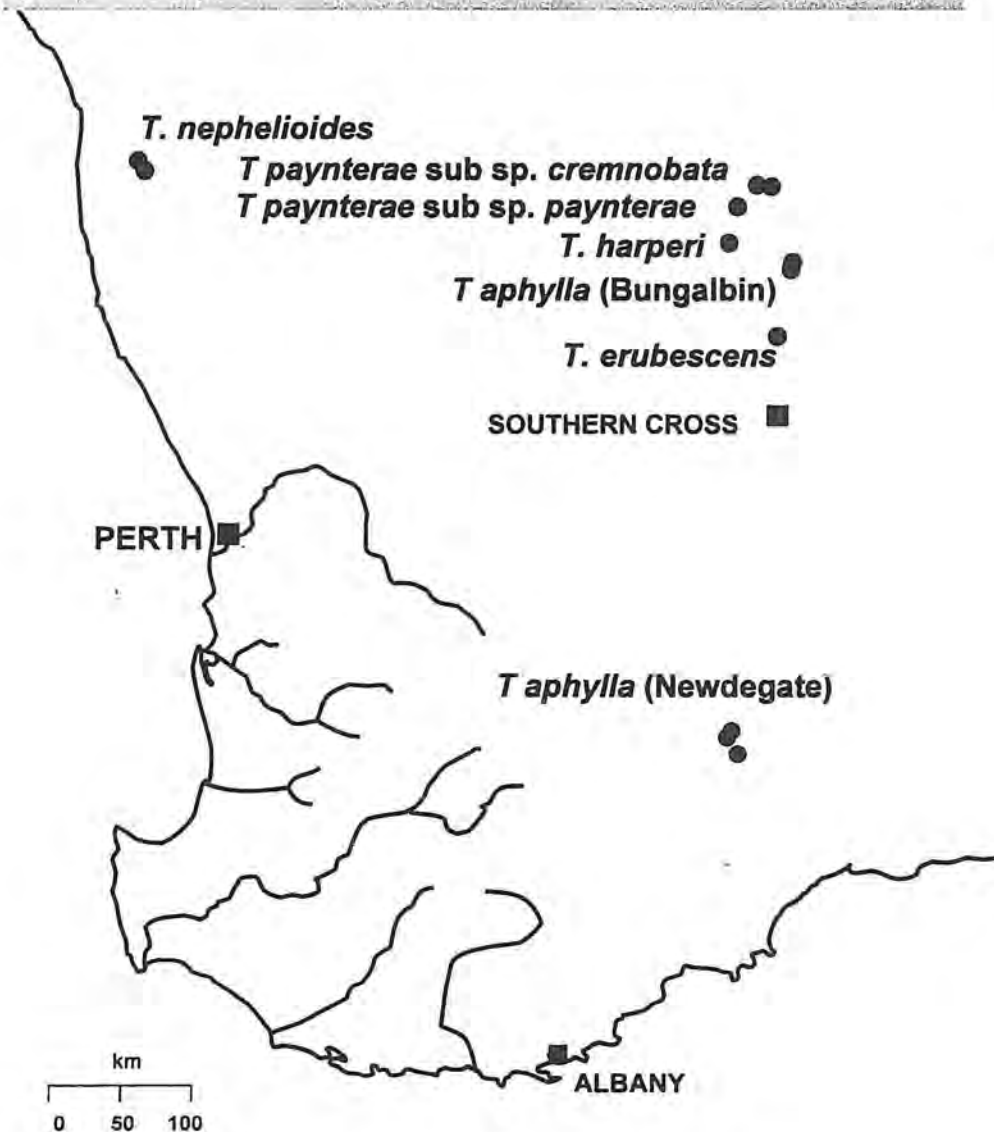 T. nephelioides
T paynterae sub sp. cremnobata
T paynterae sub sp. paynterae
T. harperi
T aphylla (Bungalbin)
T. erubescens
SOUTHERN CROSS
PERTH
T aphylla (Newdegate)
ALBANY
km
0 50 100